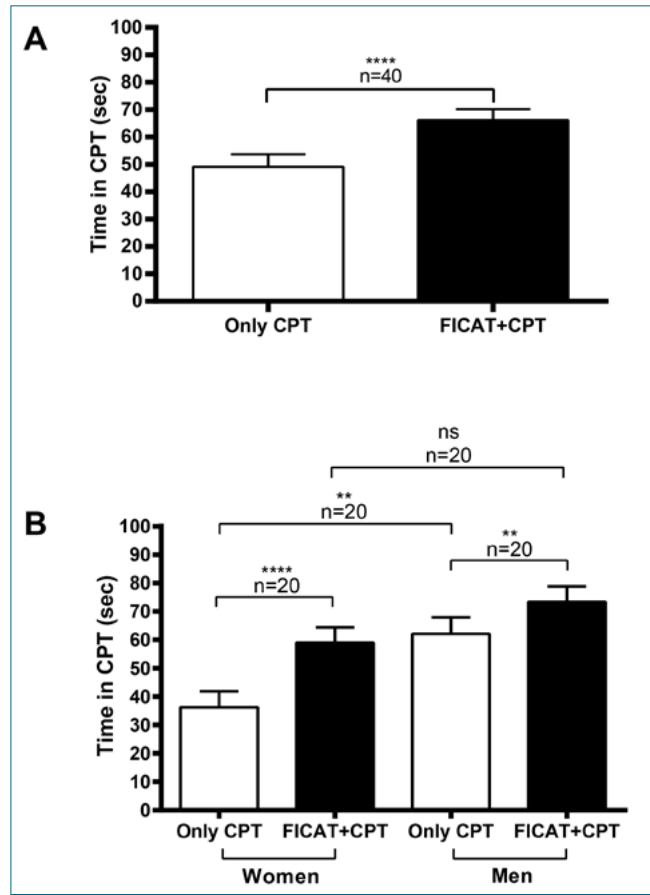 A
Time in CPT (sec)
100
90
80
70
60
50
40
30
20
10
0
****
n=40
Only CPT
FICAT+CPT
B
Time in CPT (sec)
100
90
80
70
60
50
40
30
20
10
0
ns
n=20
**
n=20
****
n=20
**
n=20
Only CPT
FICAT+CPT
Only CPT
FICAT+CPT
Women
Men